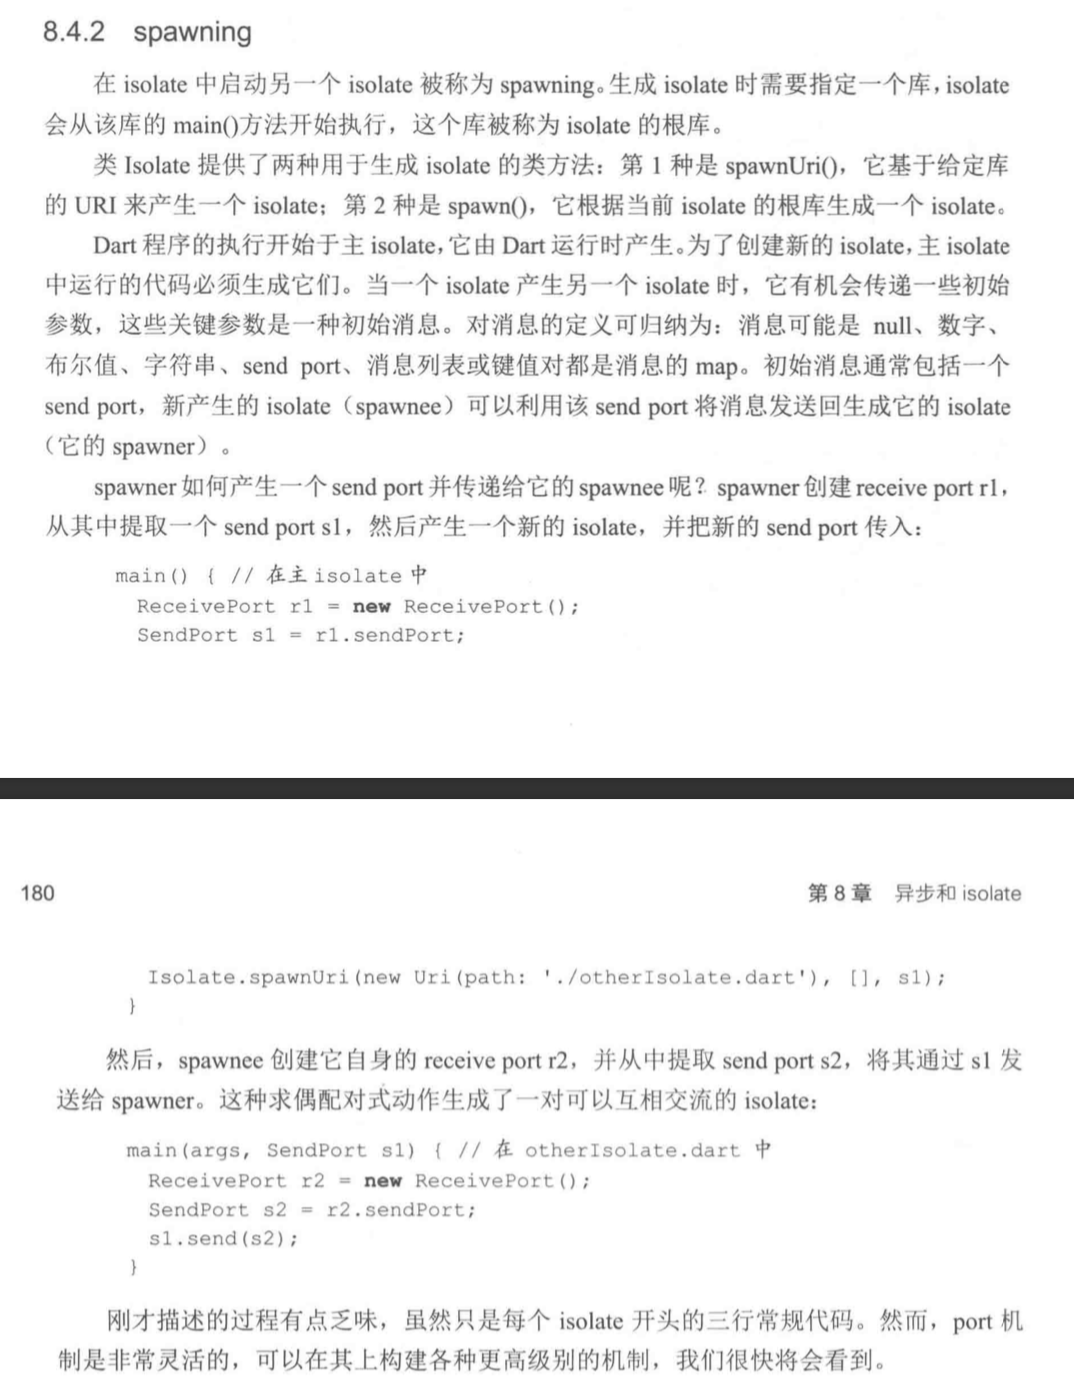 8.4.2 spawning
在 isolate 中启动另一个 isolate 被称为 spawning。生成 isolate 时需要指定一个库，isolate
会从该库的 main()方法开始执行，这个库被称为 isolate 的根库。
类 Isolate 提供了两种用于生成 isolate 的类方法：第 1 种是 spawnUri()，它基于给定库
的 URI 来产生一个 isolate；第 2 种是 spawn()，它根据当前 isolate 的根库生成一个 isolate。
Dart 程序的执行开始于主 isolate，它由 Dart 运行时产生。为了创建新的 isolate，主 isolate
中运行的代码必须生成它们。当一个 isolate 产生另一个 isolate 时，它有机会传递一些初始
参数，这些关键参数是一种初始消息。对消息的定义可归纳为：消息可能是 null、数字、
布尔值、字符串、send port、消息列表或键值对都是消息的 map。初始消息通常包括一个
send port，新产生的 isolate（spawnee）可以利用该 send port 将消息发送回生成它的 isolate
（它的 spawner）。
spawner 如何产生一个 send port 并传递给它的 spawnee 呢？spawner 创建 receive port r1，
从其中提取一个 send port s1，然后产生一个新的 isolate，并把新的 send port 传入：
main() { // 在主 isolate 中
ReceivePort r1 = new ReceivePort();
SendPort s1 = r1.sendPort;
180 第 8 章 异步和 isolate
Isolate.spawnUri(new Uri(path: './otherIsolate.dart'), [], s1);
}
然后，spawnee 创建它自身的 receive port r2，并从中提取 send port s2，将其通过 s1 发
送给 spawner。这种求偶配对式动作生成了一对可以互相交流的 isolate：
main(args, SendPort s1) { // 在 otherIsolate.dart 中
ReceivePort r2 = new ReceivePort();
SendPort s2 = r2.sendPort;
s1.send(s2);
}
刚才描述的过程有点乏味，虽然只是每个 isolate 开头的三行常规代码。然而，port 机
制是非常灵活的，可以在其上构建各种更高级别的机制，我们很快将会看到。